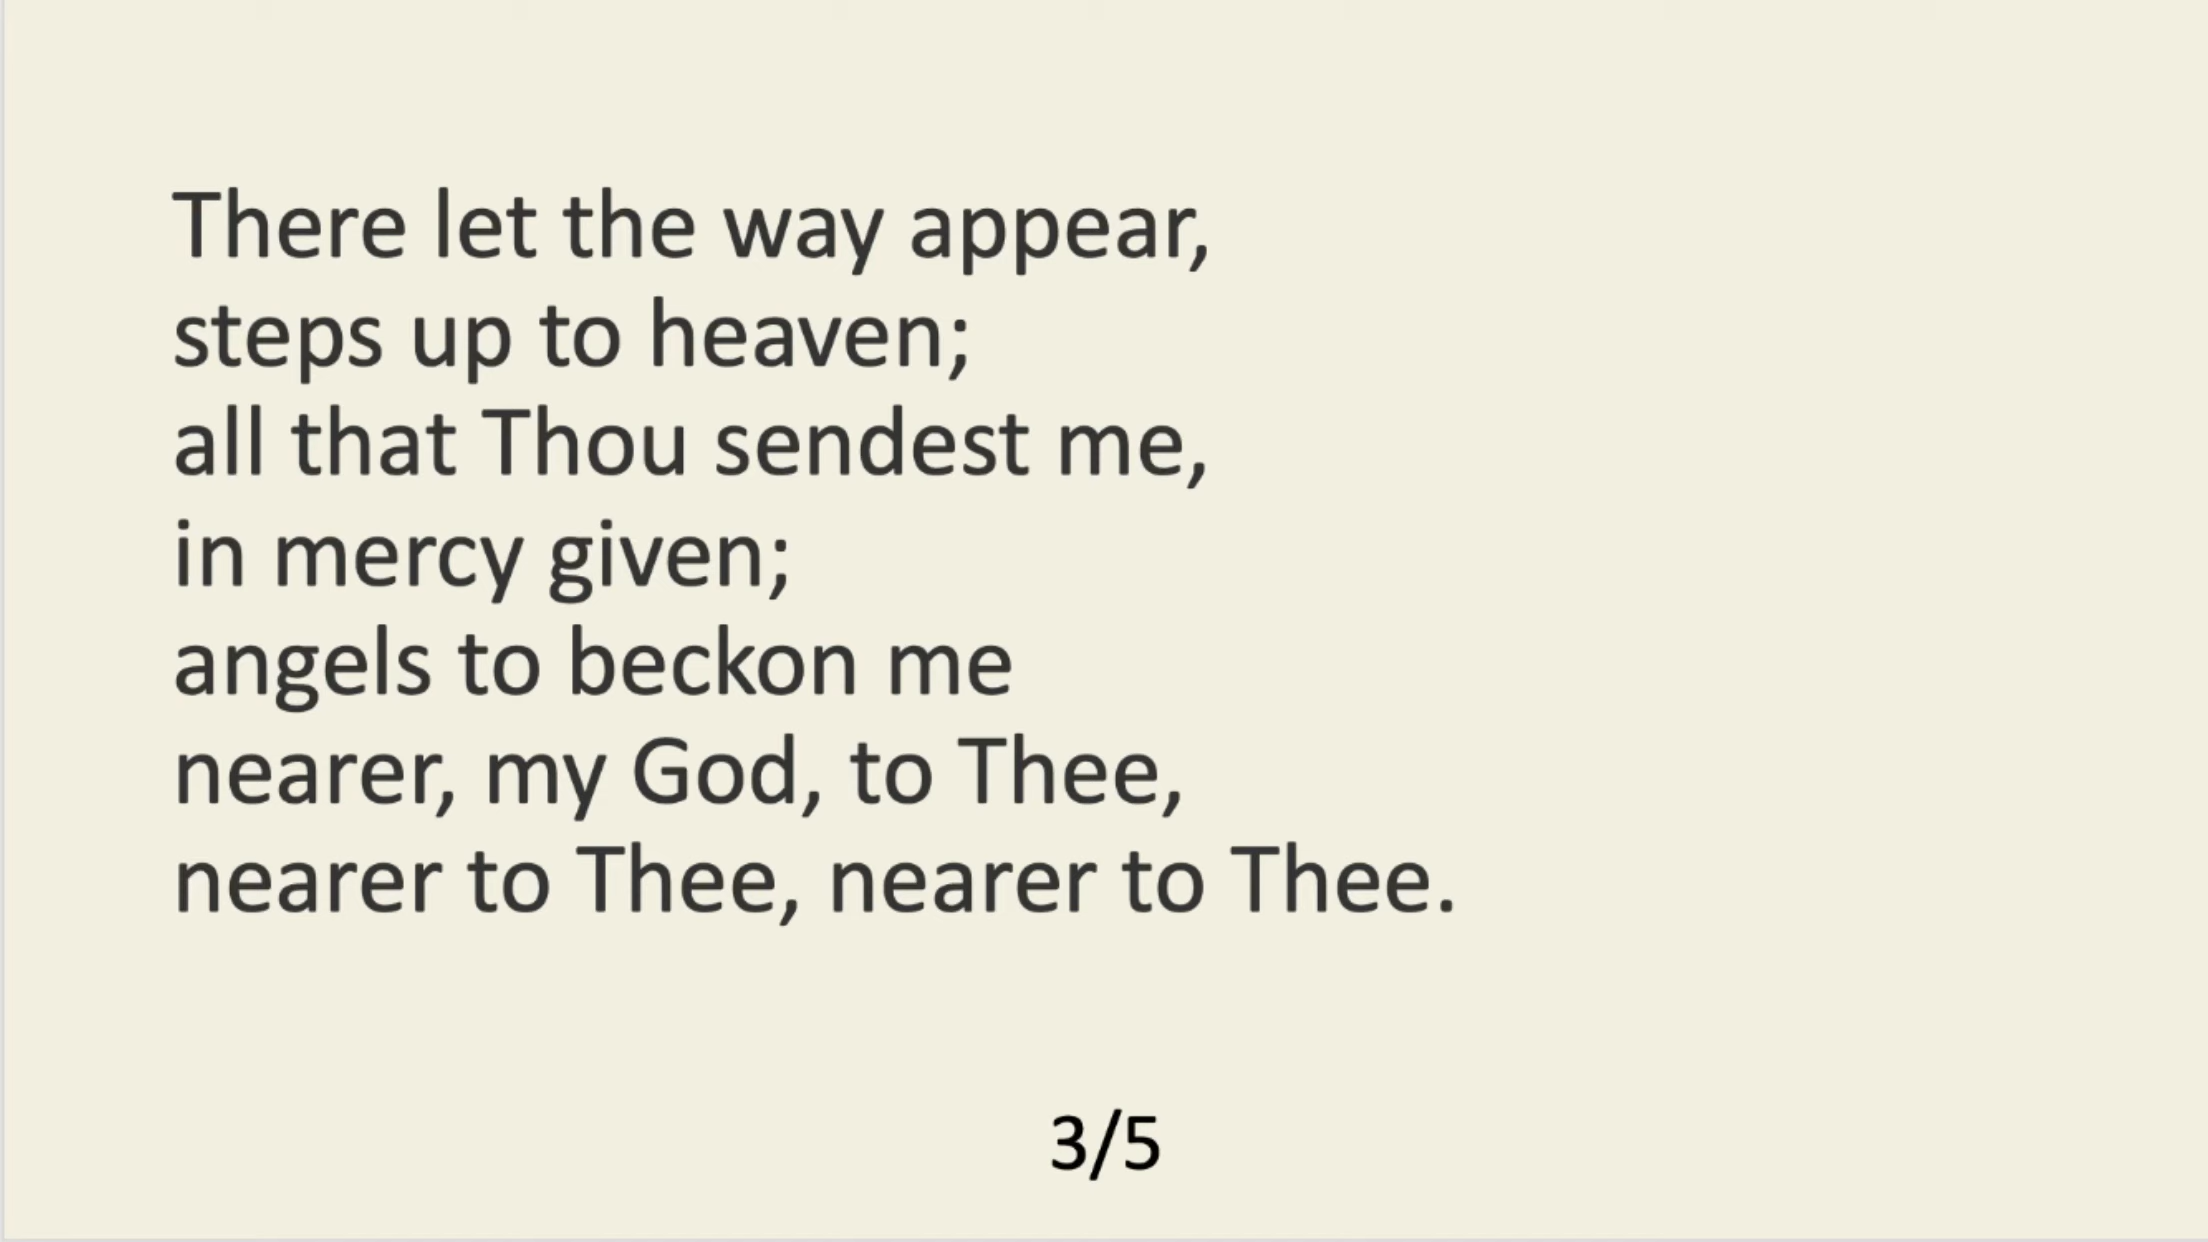 There let the way appear,
steps up to heaven;
all that Thou sendest me,
in mercy given;
angels to beckon me
nearer, my God, to Thee,
nearer to Thee, nearer to Thee.
3/5